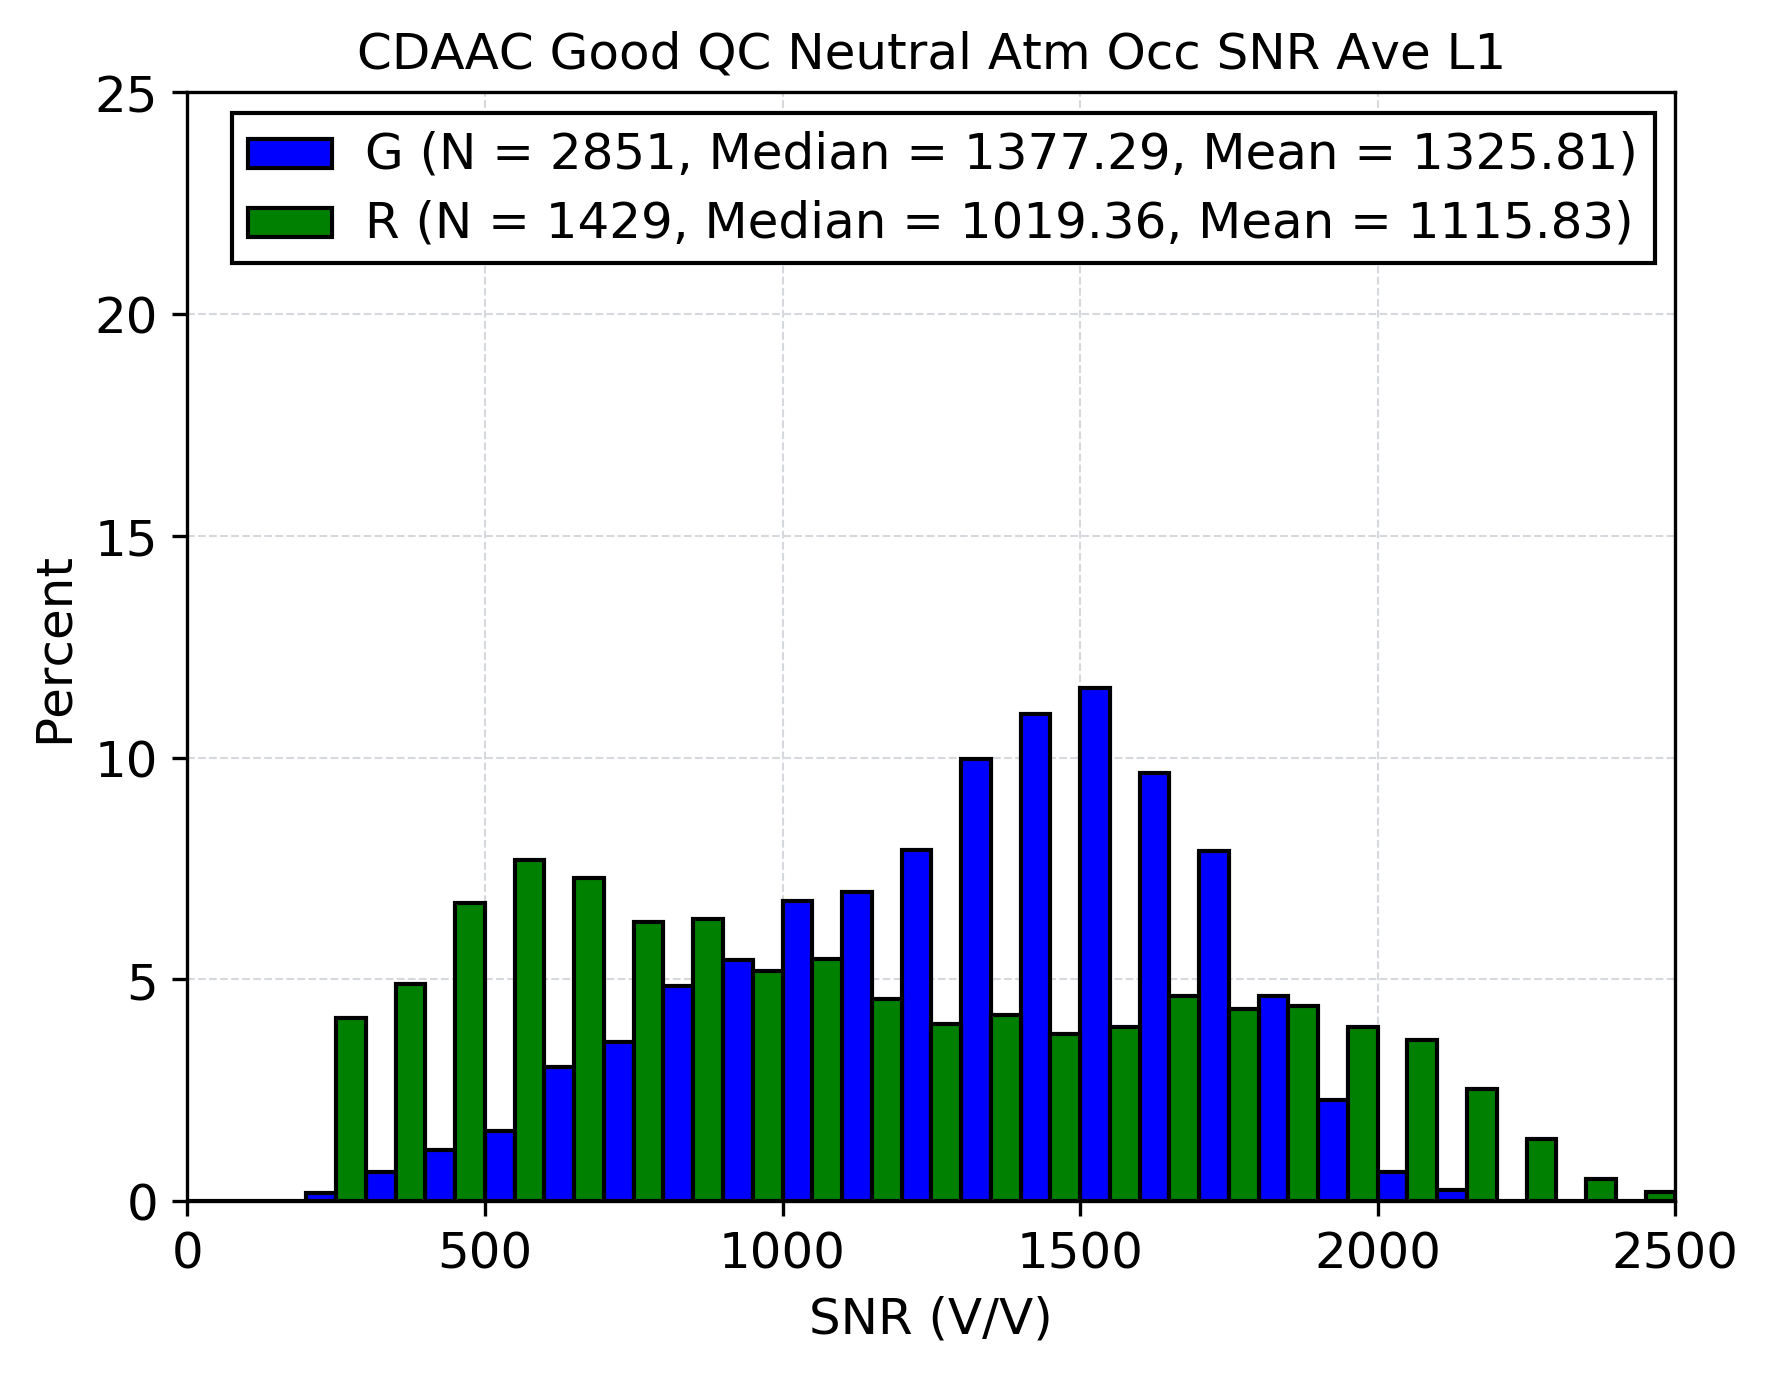 CDAAC Good QC Neutral Atm Occ SNR Ave L1
25
G (N = 2851, Median = 1377.29, Mean = 1325.81)
R (N = 1429, Median = 1019.36, Mean = 1115.83)
20
15
Percent
10
5
0
0 500 1000 1500 2000 2500
SNR (V/V)